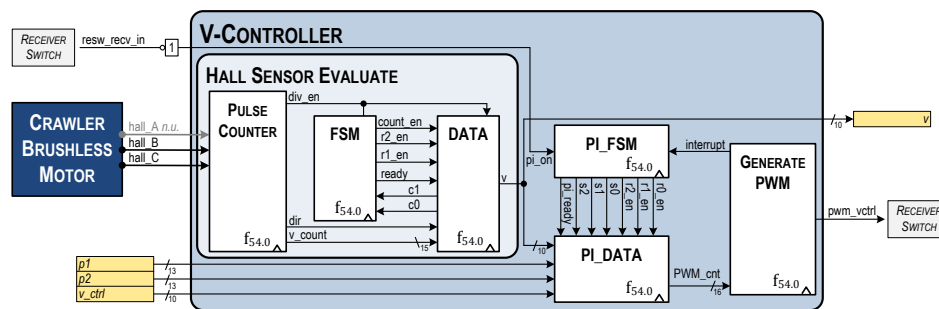 V-CONTROLLER
RECEIVER
SWITCH
resw_recv_in
1
HALL SENSOR EVALUATE
CRAWLER
BRUSHLESS
MOTOR
hall_A n.u.
hall_B
hall_C
PULSE
COUNTER
f54.0
div_en
FSM
f54.0
count_en
r2_en
r1_en
ready
c1
c0
dir
v_count
15
DATA
f54.0
v
10
v
pi_on
PI_FSM
f54.0
interrupt
GENERATE
PWM
f54.0
pi_ready
s2
s1
s0
r2_en
r1_en
r0_en
10
PI_DATA
f54.0
PWM_cnt
16
pwm_vctrl
RECEIVER
SWITCH
p1
13
p2
13
v_ctrl
10